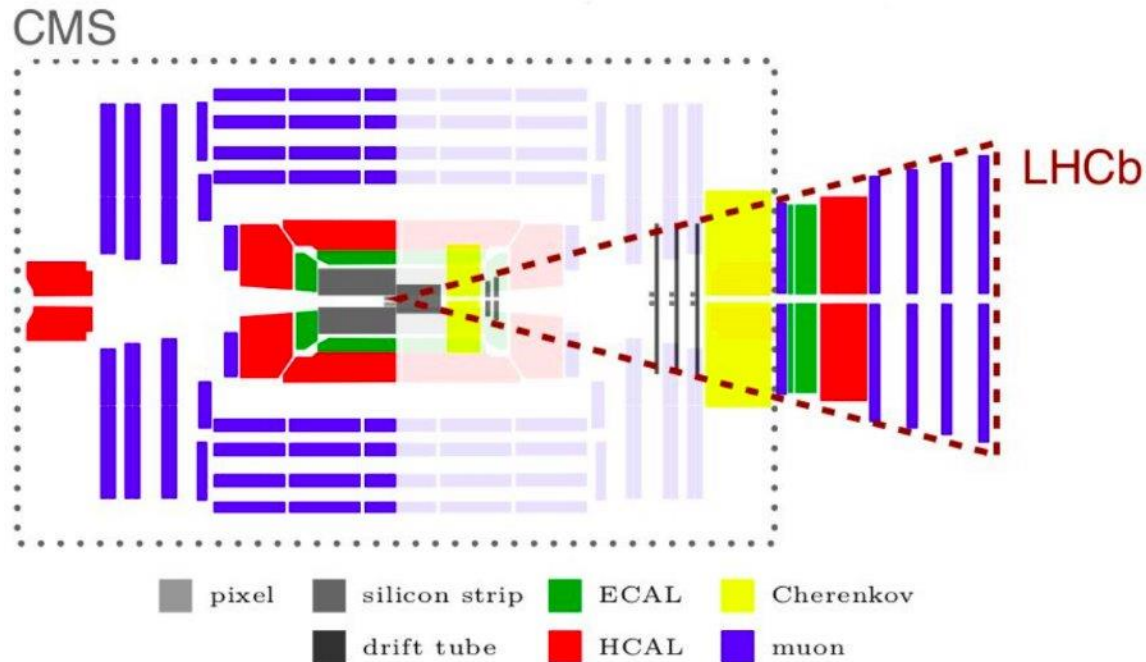 CMS
LHCb
pixel silicon strip ECAL Cherenkov
drift tube HCAL muon